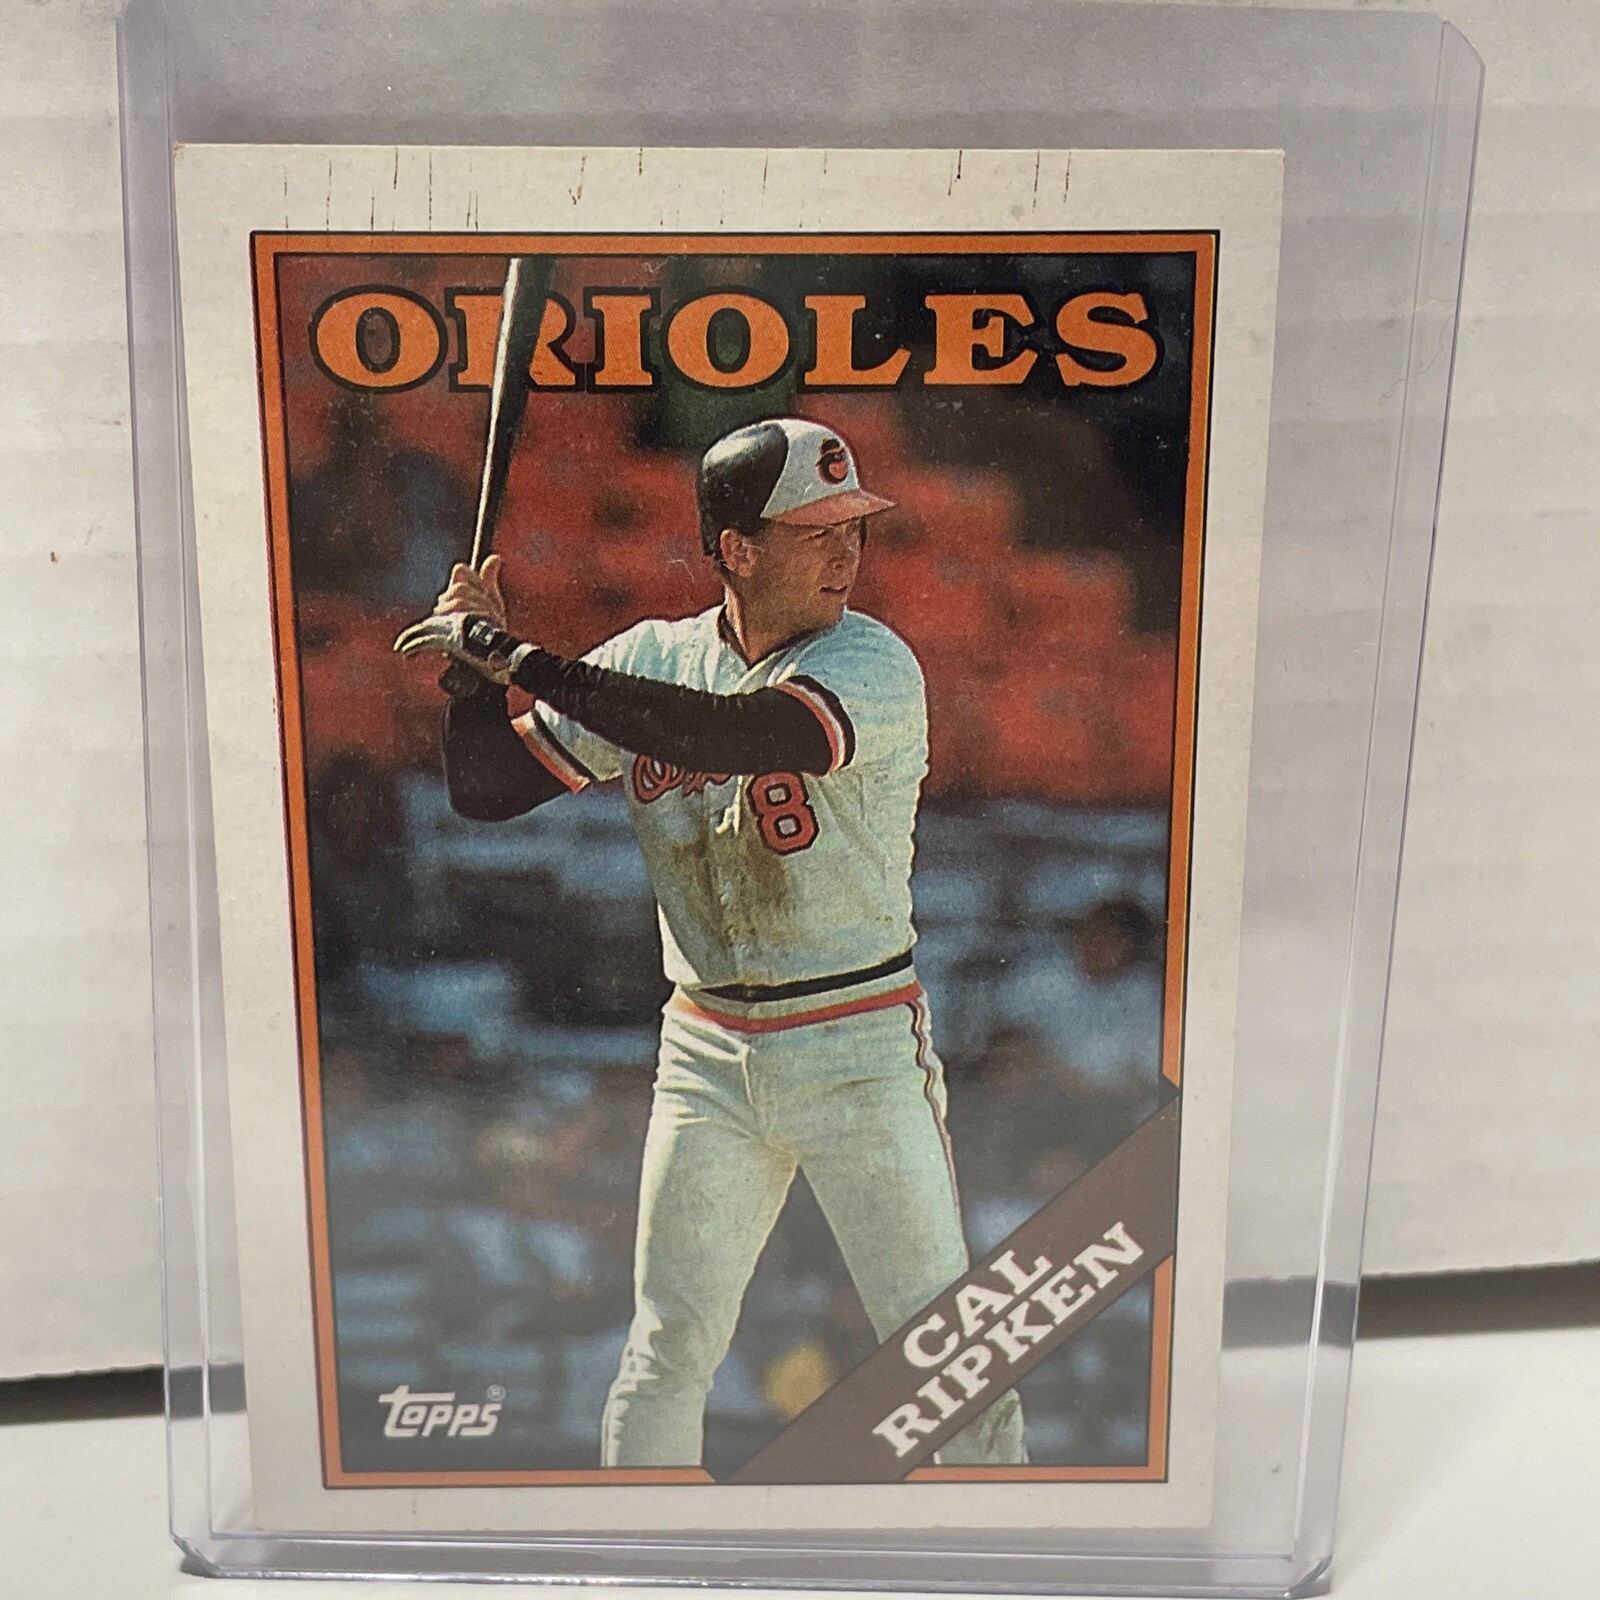 ORIOLES
8
CAL
RIPKEN
topps®